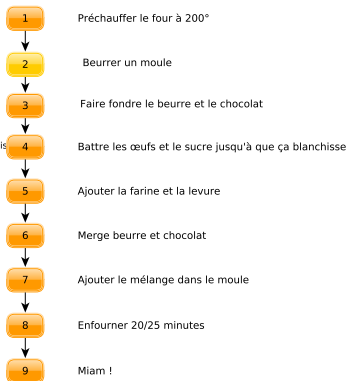 1 Préchauffer le four à 200°
2 Beurrer un moule
3 Faire fondre le beurre et le chocolat
is 4 Battre les œufs et le sucre jusqu'à que ça blanchisse
5 Ajouter la farine et la levure
6 Merge beurre et chocolat
7 Ajouter le mélange dans le moule
8 Enfourner 20/25 minutes
9 Miam !